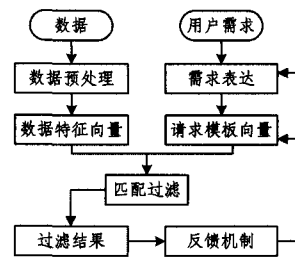 数据
用户需求
数据预处理
需求表达
数据特征向量
请求模板向量
匹配过滤
过滤结果
反馈机制